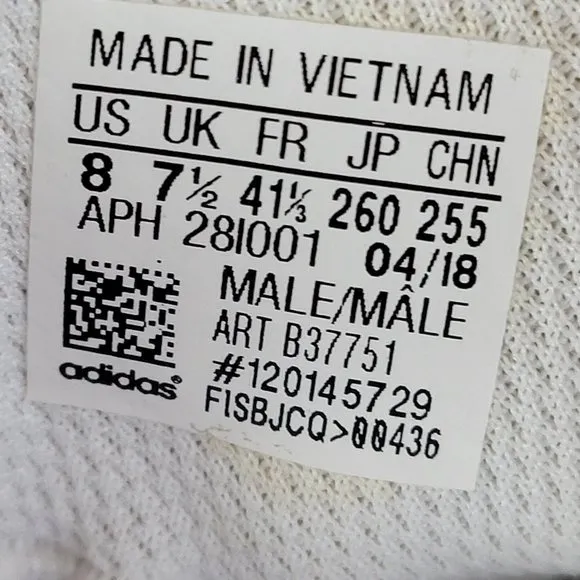 MADE IN VIETNAM
US UK FR JP CHN
8 7½ 41⅓ 260 255
APH 281001 04/18
MALE/MÂLE
ART B37751
#120145729
F1SBJCQ>00436
adidas®